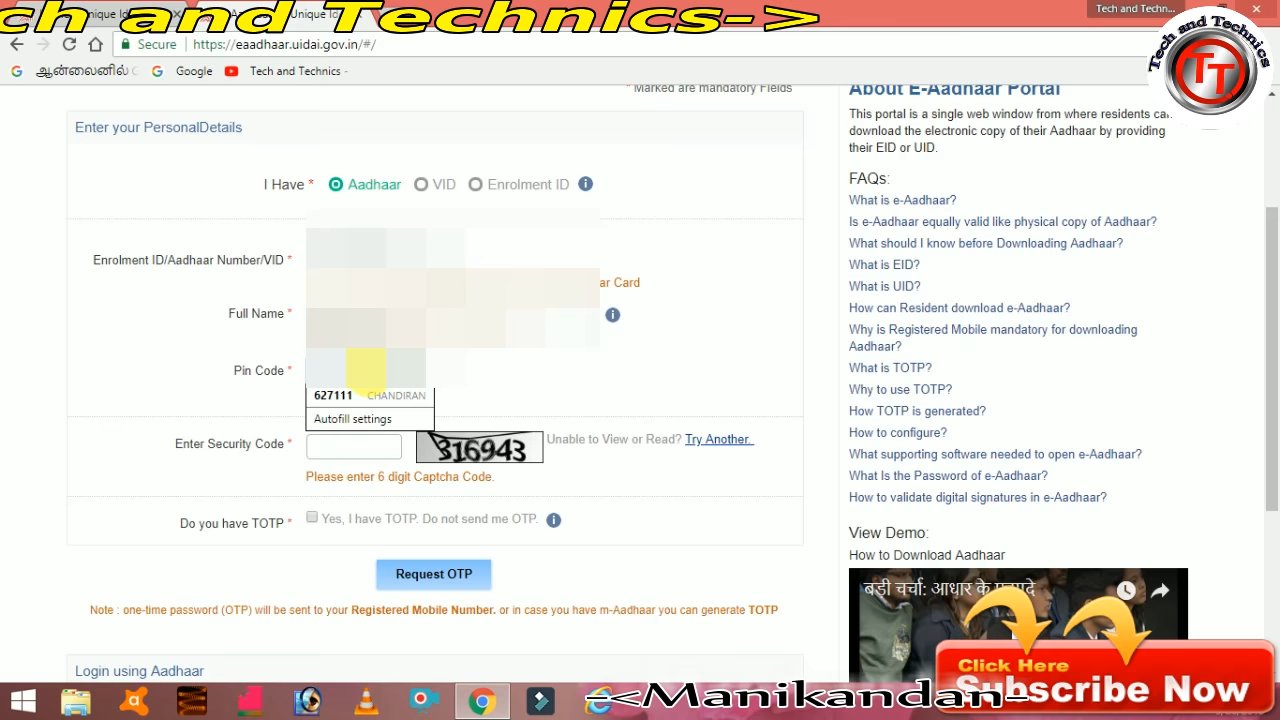 ch and Technics->
Unique Id
Unique Id
Tech and Techn...
Secure
https://eaadhaar.uidai.gov.in/#/
ஆன்லைனில்
Google
Tech and Technics -
Tech and Technics
TT
* Marked are mandatory Fields
Enter your PersonalDetails
I Have *
Aadhaar
VID
Enrolment ID
Enrolment ID/Aadhaar Number/VID *
ar Card
Full Name *
Pin Code *
627111 CHANDIRAN
Autofill settings
Enter Security Code *
316943
Unable to View or Read? Try Another.
Please enter 6 digit Captcha Code.
Do you have TOTP *
Yes, I have TOTP. Do not send me OTP.
Request OTP
Note : one-time password (OTP) will be sent to your Registered Mobile Number. or in case you have m-Aadhaar you can generate TOTP
Login using Aadhaar
About E-Aadhaar Portal
This portal is a single web window from where residents can
download the electronic copy of their Aadhaar by providing
their EID or UID.
FAQs:
What is e-Aadhaar?
Is e-Aadhaar equally valid like physical copy of Aadhaar?
What should I know before Downloading Aadhaar?
What is EID?
What is UID?
How can Resident download e-Aadhaar?
Why is Registered Mobile mandatory for downloading
Aadhaar?
What is TOTP?
Why to use TOTP?
How TOTP is generated?
How to configure?
What supporting software needed to open e-Aadhaar?
What Is the Password of e-Aadhaar?
How to validate digital signatures in e-Aadhaar?
View Demo:
How to Download Aadhaar
बड़ी चर्चा: आधार के
Click Here
Subscribe Now
<-Manikandan-